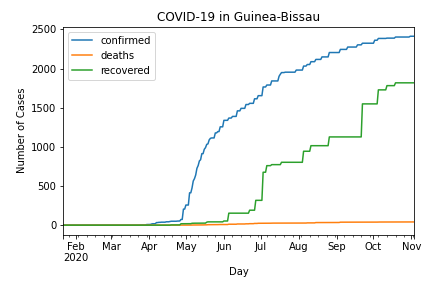 COVID-19 in Guinea-Bissau
confirmed
deaths
recovered
Number of Cases
2500
2000
1500
1000
500
0
Feb Mar Apr May Jun Jul Aug Sep Oct Nov
2020
Day